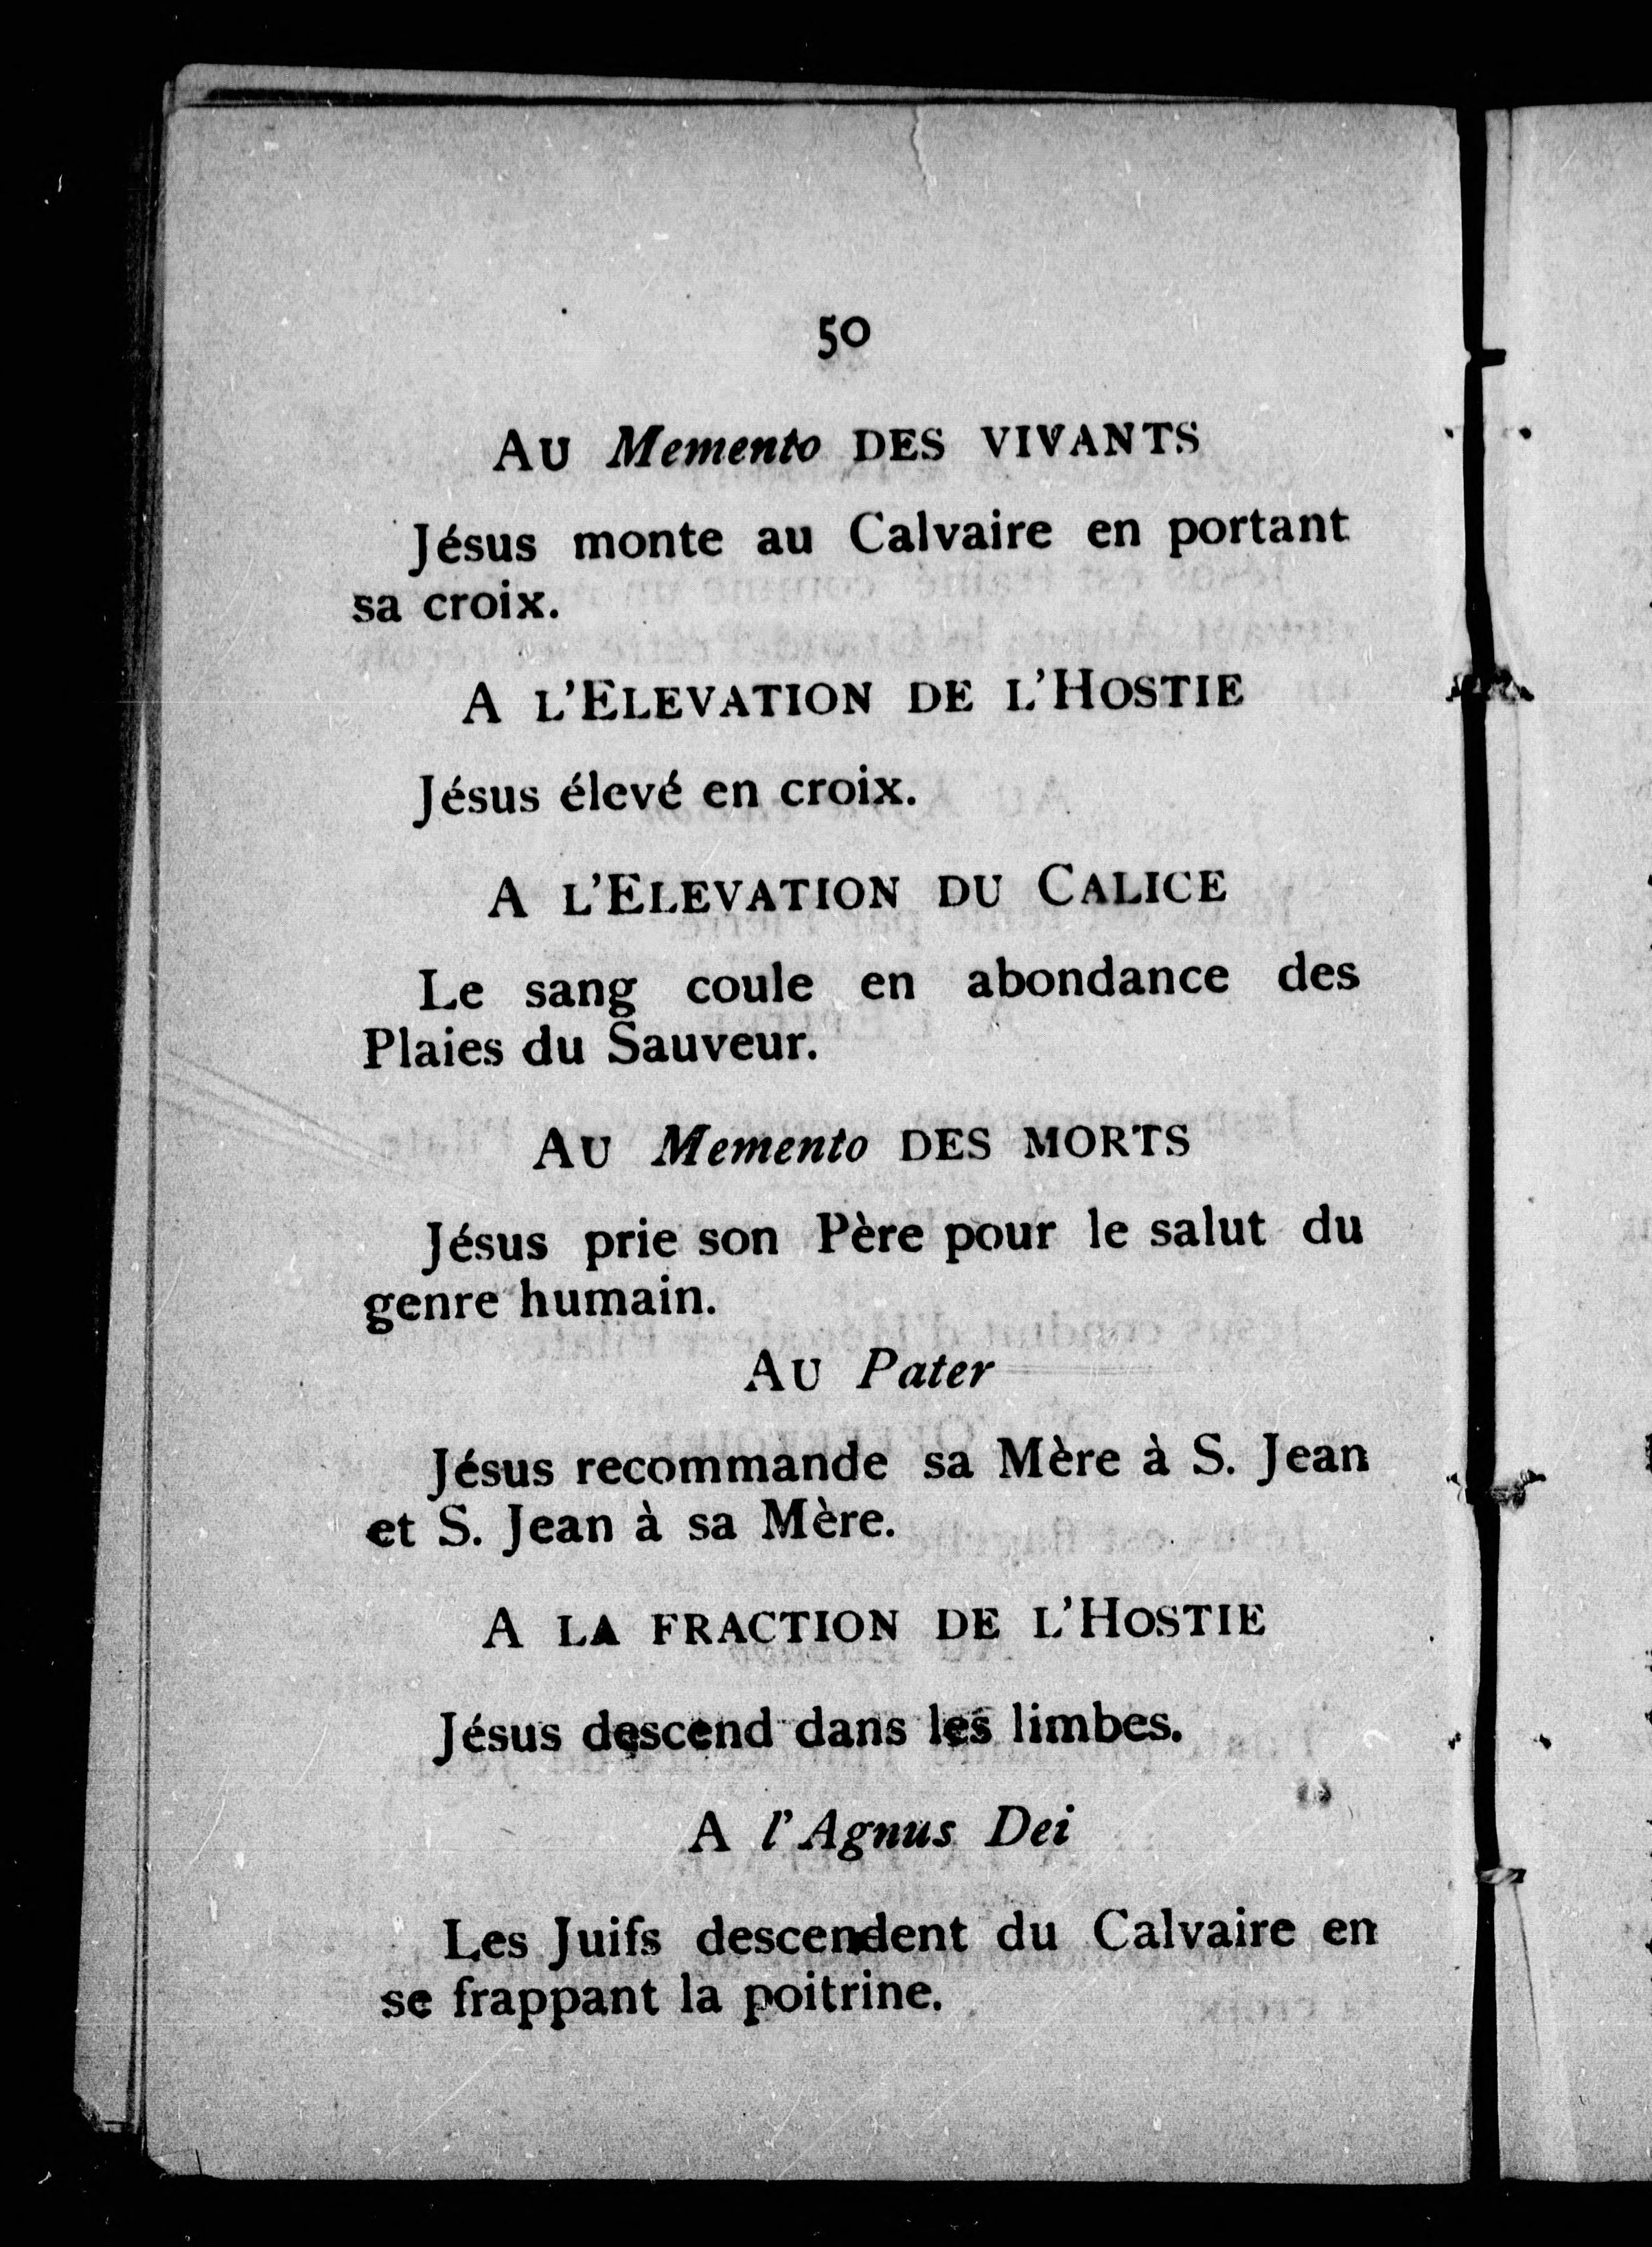 50
AU Memento DES VIVANTS
Jésus monte au Calvaire en portant
sa croix.
A L'ELEVATION DE L'HOSTIE
Jésus élevé en croix.
A L'ELEVATION DU CALICE
Le sang coule en abondance des
Plaies du Sauveur.
AU Memento DES MORTS
Jésus prie son Père pour le salut du
genre humain.
AU Pater
Jésus recommande sa Mère à S. Jean
et S. Jean à sa Mère.
A LA FRACTION DE L'HOSTIE
Jésus descend dans les limbes.
A l'Agnus Dei
Les Juifs descendent du Calvaire en
se frappant la poitrine.